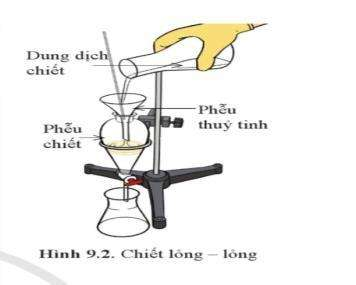 Dung dịch
chiết
Phễu
thuỷ tinh
Phễu
chiết
Hình 9.2. Chiết lỏng – lỏng